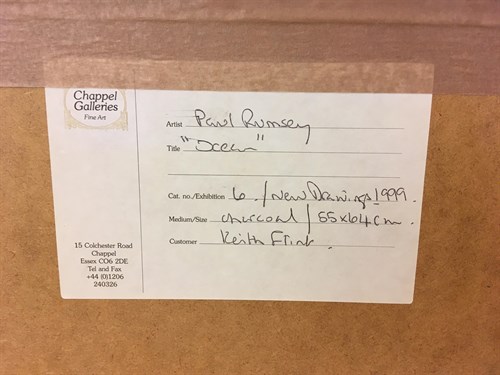 Chappel
Galleries
Fine Art
Artist Paul Rumsey
Title "Ocean"
Cat. no./Exhibition 6. / New Drawings 1999.
Medium/Size charcoal / 55x64cm.
Customer Keith Flint.
15 Colchester Road
Chappel
Essex CO6 2DE
Tel and Fax
+44 (0)1206
240326